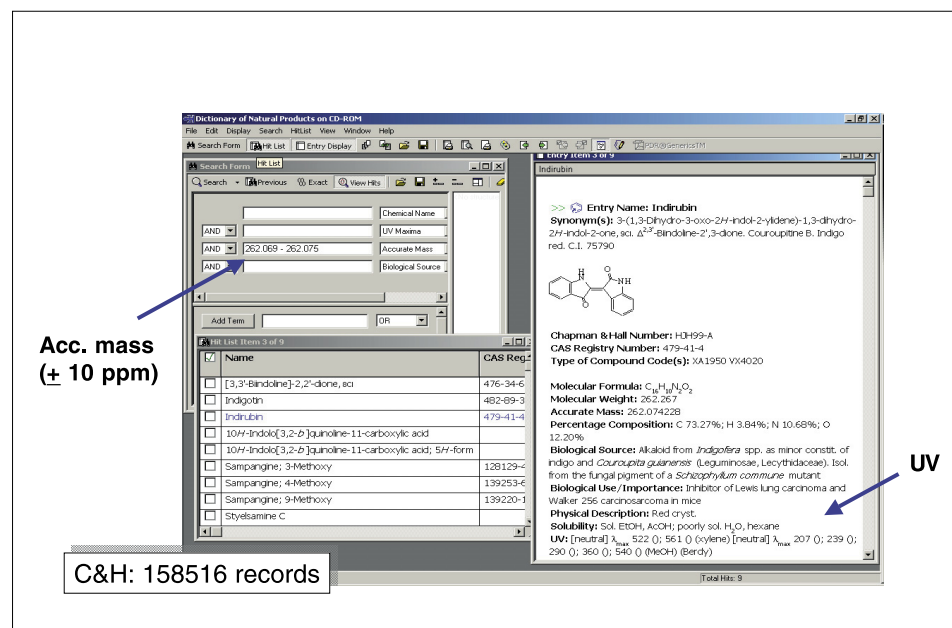 Dictionary of Natural Products on CD-ROM
File Edit Display Search HitList View Window Help
Search Form Hit List Entry Display PDR@GenericsTM
Search Form
Hit List
Search Previous Exact View Hits
Chemical Name
AND UV Maxima
AND 262.069 - 262.075 Accurate Mass
AND Biological Source
Add Term OR
Acc. mass
(± 10 ppm)
Hit List Item 3 of 9
Name CAS Reg
[3,3'-Biindoline]-2,2'-dione, 8CI 476-34-6
Indigotin 482-89-3
Indirubin 479-41-4
10H-Indolo[3,2-b]quinoline-11-carboxylic acid
10H-Indolo[3,2-b]quinoline-11-carboxylic acid; 5H-form
Sampangine; 3-Methoxy 128129-4
Sampangine; 4-Methoxy 139253-6
Sampangine; 9-Methoxy 139220-1
Styelsamine C
C&H: 158516 records
Entry Item 3 of 9
Indirubin
>> Entry Name: Indirubin
Synonym(s): 3-(1,3-Dihydro-3-oxo-2H-indol-2-ylidene)-1,3-dihydro-
2H-indol-2-one, 9CI. Δ2,3'-Biindoline-2',3-dione. Couroupitine B. Indigo
red. C.I. 75790
H
N
O
O
NH
Chapman & Hall Number: HJH99-A
CAS Registry Number: 479-41-4
Type of Compound Code(s): XA1950 VX4020
Molecular Formula: C16H10N2O2
Molecular Weight: 262.267
Accurate Mass: 262.074228
Percentage Composition: C 73.27%; H 3.84%; N 10.68%; O
12.20%
Biological Source: Alkaloid from Indigofera spp. as minor constit. of
indigo and Couroupita guianensis (Leguminosae, Lecythidaceae). Isol.
from the fungal pigment of a Schizophyllum commune mutant
Biological Use/Importance: Inhibitor of Lewis lung carcinoma and
Walker 256 carcinosarcoma in mice
Physical Description: Red cryst.
Solubility: Sol. EtOH, AcOH; poorly sol. H2O, hexane
UV: [neutral] λmax 522 (); 561 () (xylene) [neutral] λmax 207 (); 239 ();
290 (); 360 (); 540 () (MeOH) (Berdy)
UV
Total Hits: 9